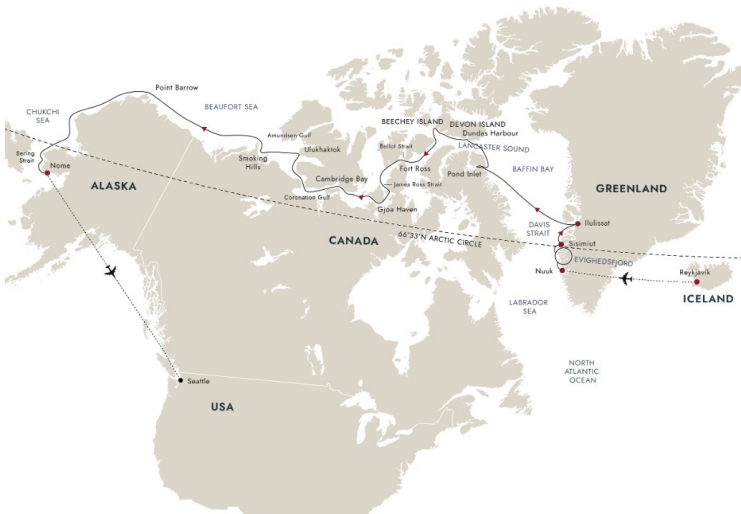 Point Barrow
CHUKCHI
SEA
BEAUFORT SEA
BEECHEY ISLAND
DEVON ISLAND
Dundas Harbour
Amundsen Gulf
Bering
Strait
Nome
Smoking
Hills
Ulukhaktok
Bellot Strait
LANCASTER SOUND
Fort Ross
Pond Inlet
BAFFIN BAY
ALASKA
Cambridge Bay
James Ross Strait
GREENLAND
Coronation Gulf
Gjoa Haven
CANADA
66°33'N ARCTIC CIRCLE
DAVIS
STRAIT
Ilulissat
Sisimiut
EVIGHEDSFJORD
Nuuk
Reykjavik
ICELAND
LABRADOR
SEA
NORTH
ATLANTIC
OCEAN
Seattle
USA